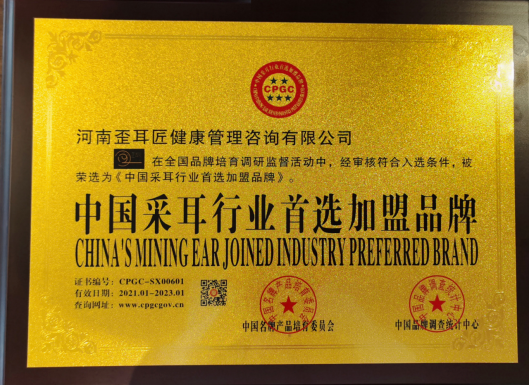 CPGC
河南歪耳匠健康管理咨询有限公司
在全国品牌培育调研监督活动中，经审核符合入选条件，被
荣选为《中国采耳行业首选加盟品牌》。
中国采耳行业首选加盟品牌
CHINA'S MINING EAR JOINED INDUSTRY PREFERRED BRAND
证书编号：CPGC-SX00601
有效日期：2021.01~2023.01
查询网址：www.cpgcgov.cn
中国名牌产品培育委员会
中国品牌调查统计中心